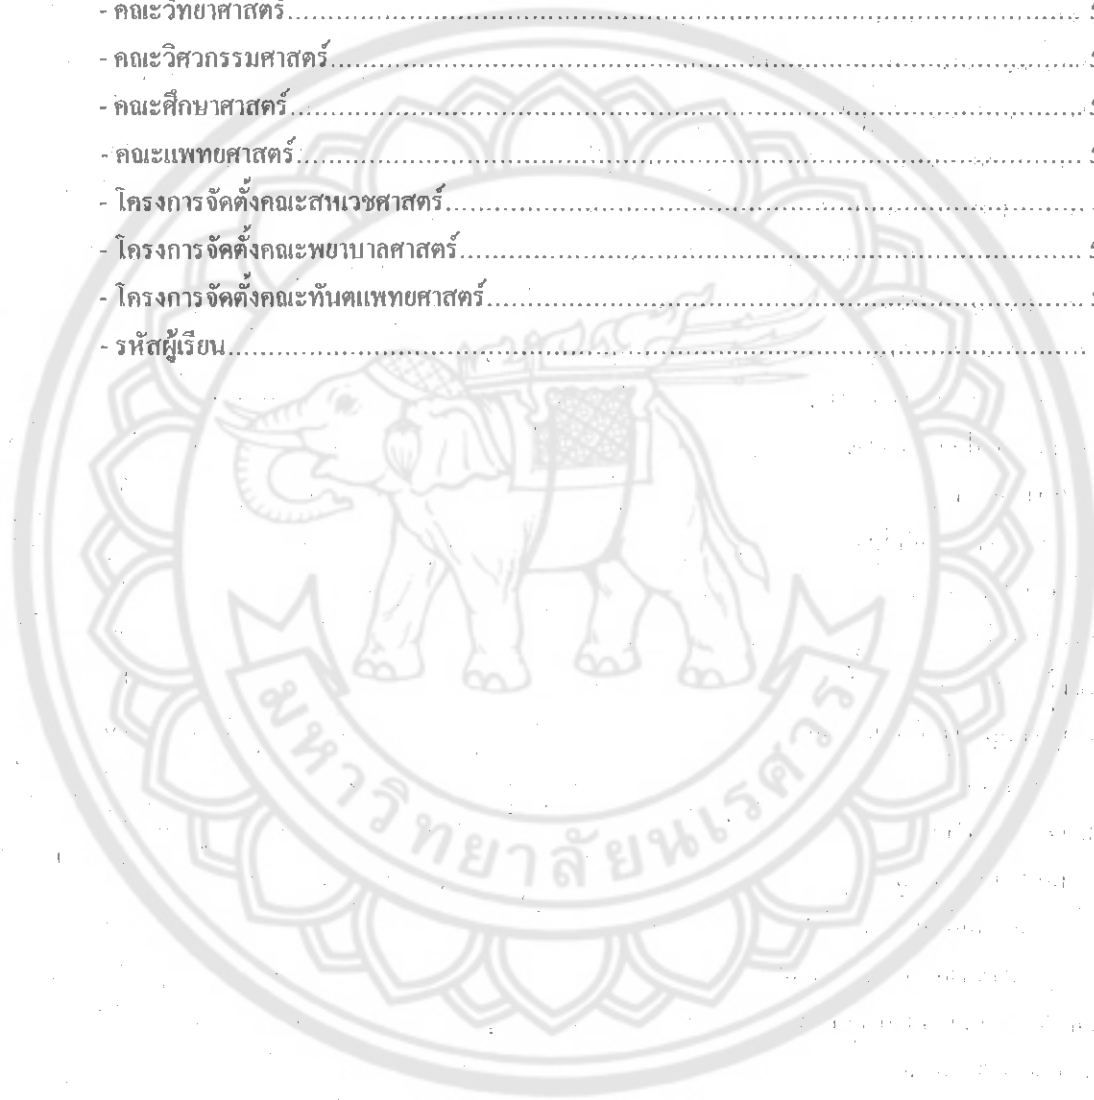 - คณะวิทยาศาสตร์
- คณะวิศวกรรมศาสตร์
- คณะศึกษาศาสตร์
- คณะแพทยศาสตร์
- โครงการจัดตั้งคณะสหเวชศาสตร์
- โครงการจัดตั้งคณะพยาบาลศาสตร์
- โครงการจัดตั้งคณะทันตแพทยศาสตร์
- รหัสผู้เรียน
มหาวิทยาลัยนเรศวร